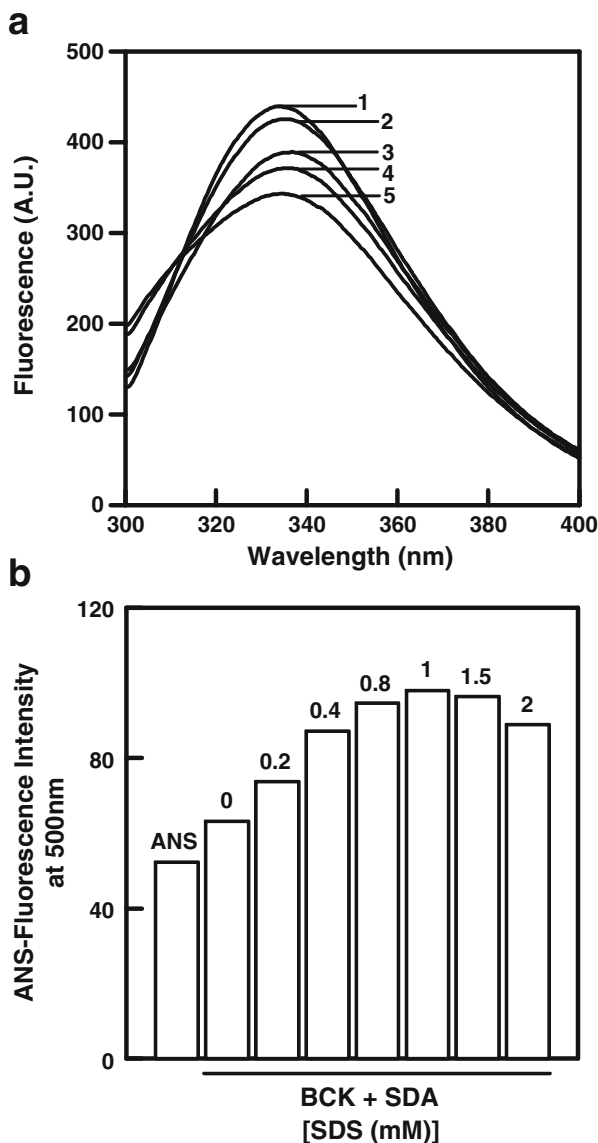 a
500
400
300
200
100
0
Fluorescence (A.U.)
1
2
3
4
5
300 320 340 360 380 400
Wavelength (nm)
b
120
80
40
0
ANS-Fluorescence Intensity
at 500nm
ANS
0
0.2
0.4
0.8
1
1.5
2
BCK + SDA
[SDS (mM)]